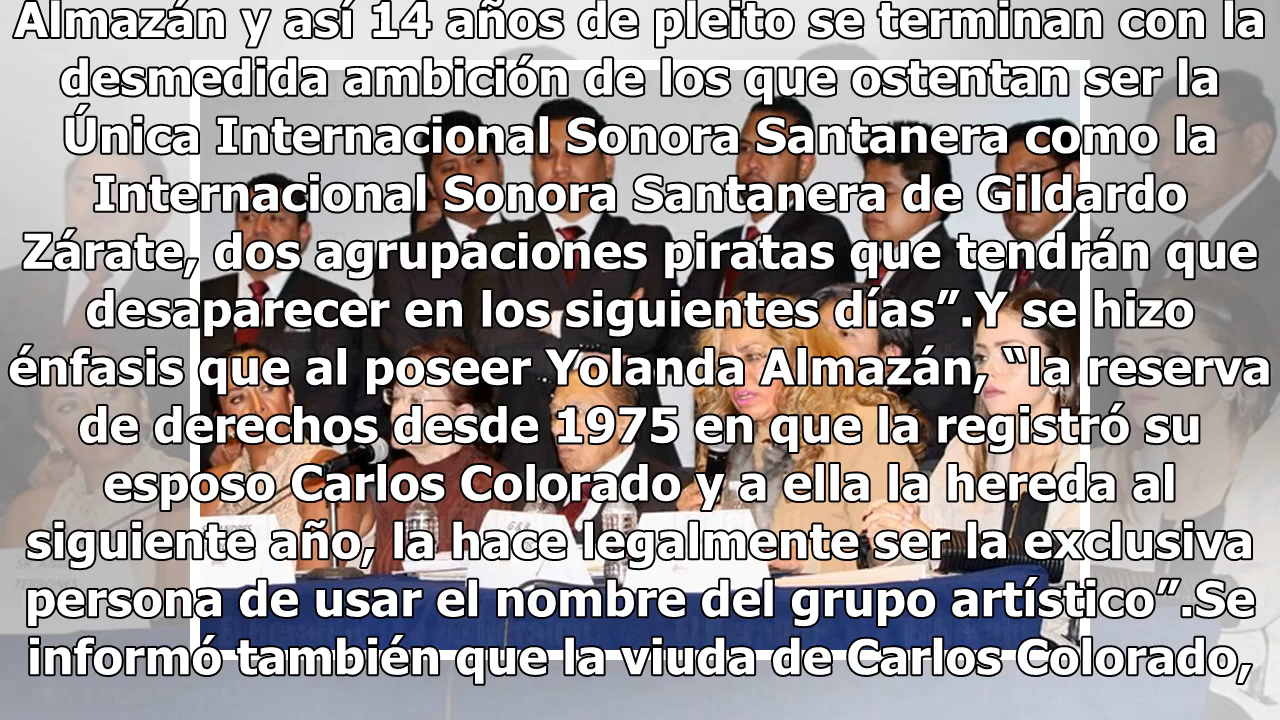 Almazán y así 14 años de pleito se terminan con la
desmedida ambición de los que ostentan ser la
Única Internacional Sonora Santanera como la
Internacional Sonora Santanera de Gildardo
Zárate, dos agrupaciones piratas que tendrán que
desaparecer en los siguientes días”.Y se hizo
énfasis que al poseer Yolanda Almazán, “la reserva
de derechos desde 1975 en que la registró su
esposo Carlos Colorado y a ella la hereda al
siguiente año, la hace legalmente ser la exclusiva
persona de usar el nombre del grupo artístico”.Se
informó también que la viuda de Carlos Colorado,